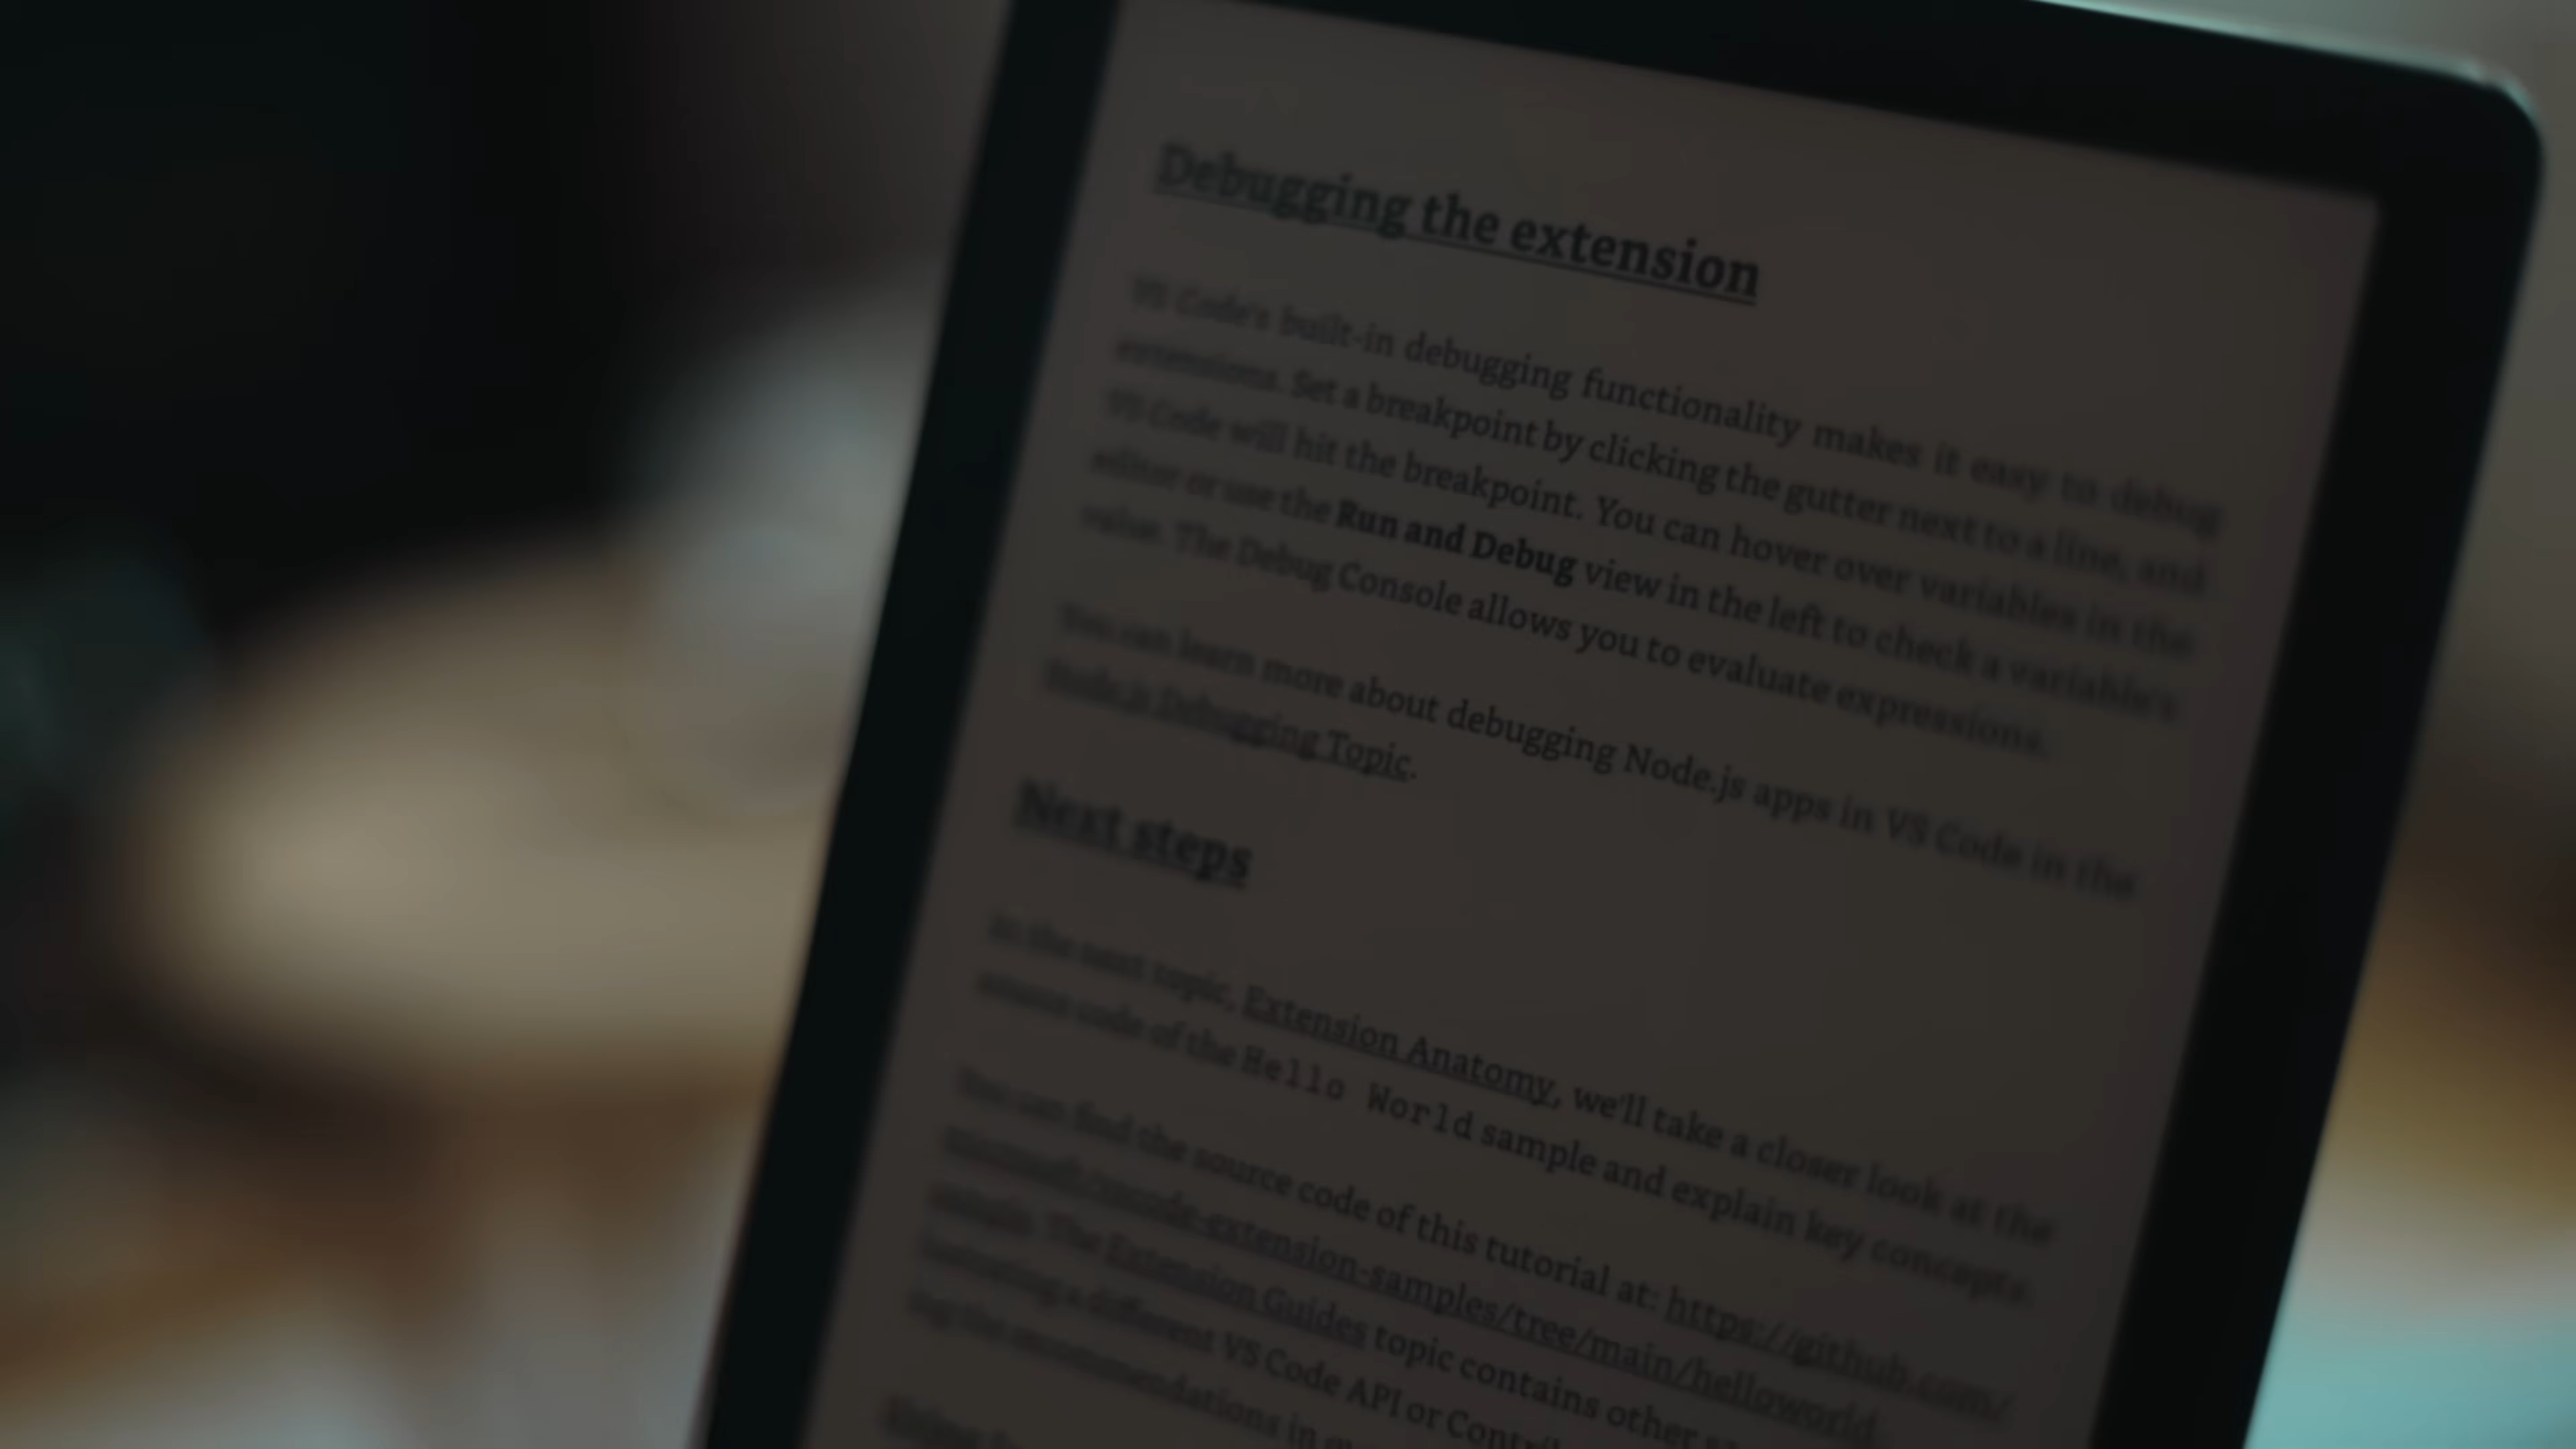 Debugging the extension
VS Code's built-in debugging functionality makes it easy to debug
extensions. Set a breakpoint by clicking the gutter next to a line, and
VS Code will hit the breakpoint. You can hover over variables in the
editor or use the Run and Debug view in the left to check a variable's
value. The Debug Console allows you to evaluate expressions.
You can learn more about debugging Node.js apps in VS Code in the
Node.js Debugging Topic.
Next steps
In the next topic, Extension Anatomy, we'll take a closer look at the
source code of the Hello World sample and explain key concepts.
You can find the source code of this tutorial at: https://github.com/
microsoft/vscode-extension-samples/tree/main/helloworld-
sample. The Extension Guides topic contains other
featuring a different VS Code API or
ing the recommendations in